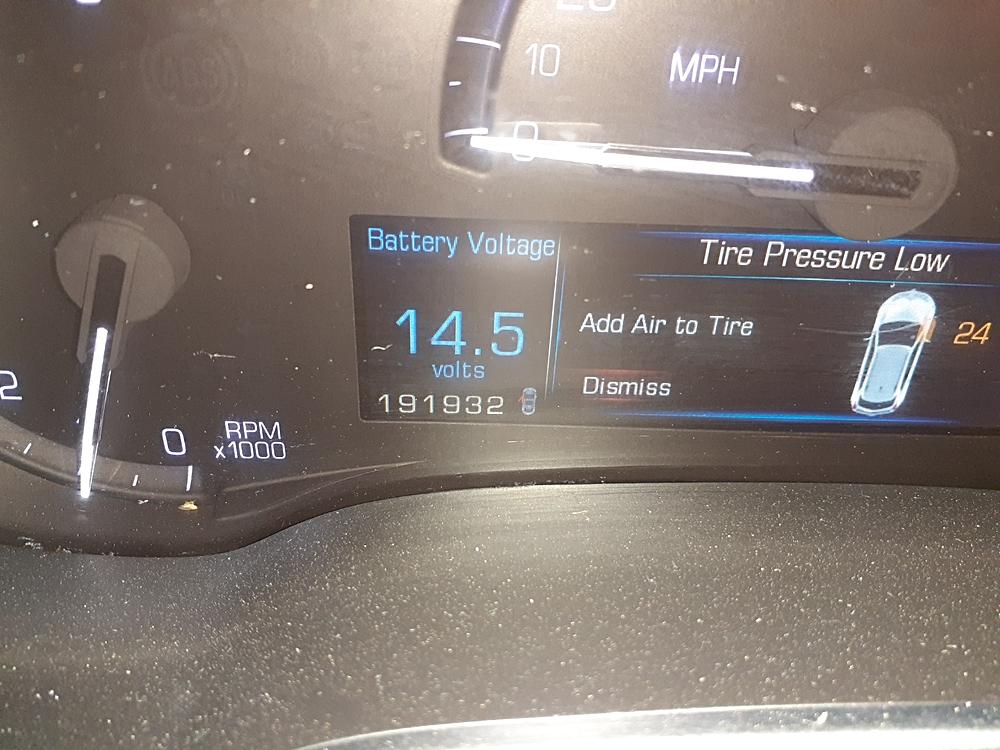 10
MPH
0
Battery Voltage
Tire Pressure Low
14.5
volts
Add Air to Tire
24
Dismiss
191932
2
0
RPM
x1000